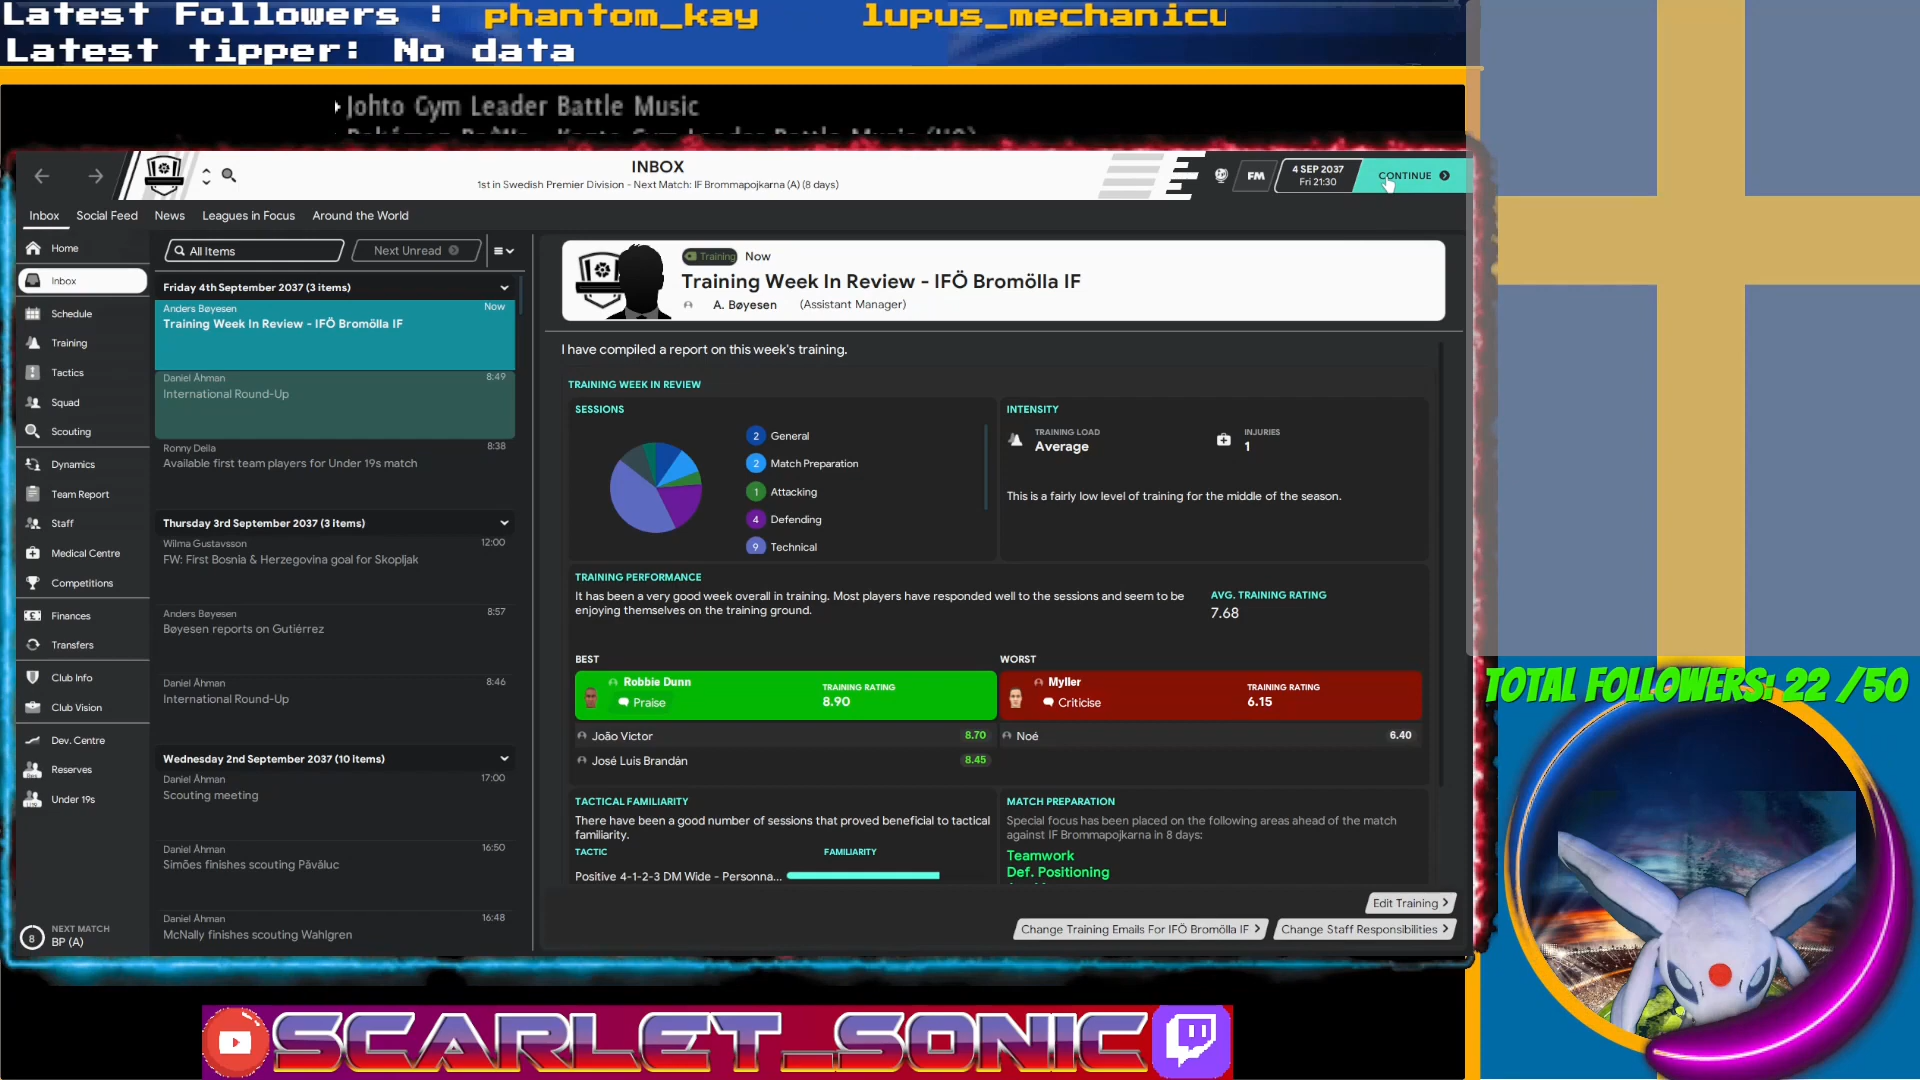 Latest Followers : phantom_kay lupus_mechanicu
Latest tipper: No data
Johto Gym Leader Battle Music
INBOX
1st in Swedish Premier Division - Next Match: IF Brommapojkarna (A) (8 days)
FM
4 SEP 2037
Fri 21:30
CONTINUE
Inbox Social Feed News Leagues in Focus Around the World
Home
Inbox
Schedule
Training
Tactics
Squad
Scouting
Dynamics
Team Report
Staff
Medical Centre
Competitions
Finances
Transfers
Club Info
Club Vision
Dev. Centre
Reserves
Under 19s
8
NEXT MATCH
BP (A)
All Items
Next Unread
Friday 4th September 2037 (3 items)
Anders Bøyesen Now
Training Week In Review - IFÖ Bromölla IF
Daniel Åhman 8:49
International Round-Up
Ronny Deila 8:38
Available first team players for Under 19s match
Thursday 3rd September 2037 (3 items)
Wilma Gustavsson 12:00
FW: First Bosnia & Herzegovina goal for Skopljak
Anders Bøyesen 8:57
Bøyesen reports on Gutiérrez
Daniel Åhman 8:46
International Round-Up
Wednesday 2nd September 2037 (10 items)
Daniel Åhman 17:00
Scouting meeting
Daniel Åhman 16:50
Simões finishes scouting Păvăluc
Daniel Åhman 16:48
McNally finishes scouting Wahlgren
Training Now
Training Week In Review - IFÖ Bromölla IF
A. Bøyesen (Assistant Manager)
I have compiled a report on this week's training.
TRAINING WEEK IN REVIEW
SESSIONS
2 General
2 Match Preparation
1 Attacking
4 Defending
9 Technical
INTENSITY
TRAINING LOAD
Average
INJURIES
1
This is a fairly low level of training for the middle of the season.
TRAINING PERFORMANCE
It has been a very good week overall in training. Most players have responded well to the sessions and seem to be
enjoying themselves on the training ground.
AVG. TRAINING RATING
7.68
BEST
Robbie Dunn
Praise
TRAINING RATING
8.90
João Victor 8.70
José Luis Brandán 8.45
WORST
Myller
Criticise
TRAINING RATING
6.15
Noé 6.40
TACTICAL FAMILIARITY
There have been a good number of sessions that proved beneficial to tactical
familiarity.
TACTIC FAMILIARITY
Positive 4-1-2-3 DM Wide - Personna...
MATCH PREPARATION
Special focus has been placed on the following areas ahead of the match
against IF Brommapojkarna in 8 days:
Teamwork
Def. Positioning
Edit Training
Change Training Emails For IFÖ Bromölla IF
Change Staff Responsibilities
TOTAL FOLLOWERS: 22 /50
SCARLET_SONIC